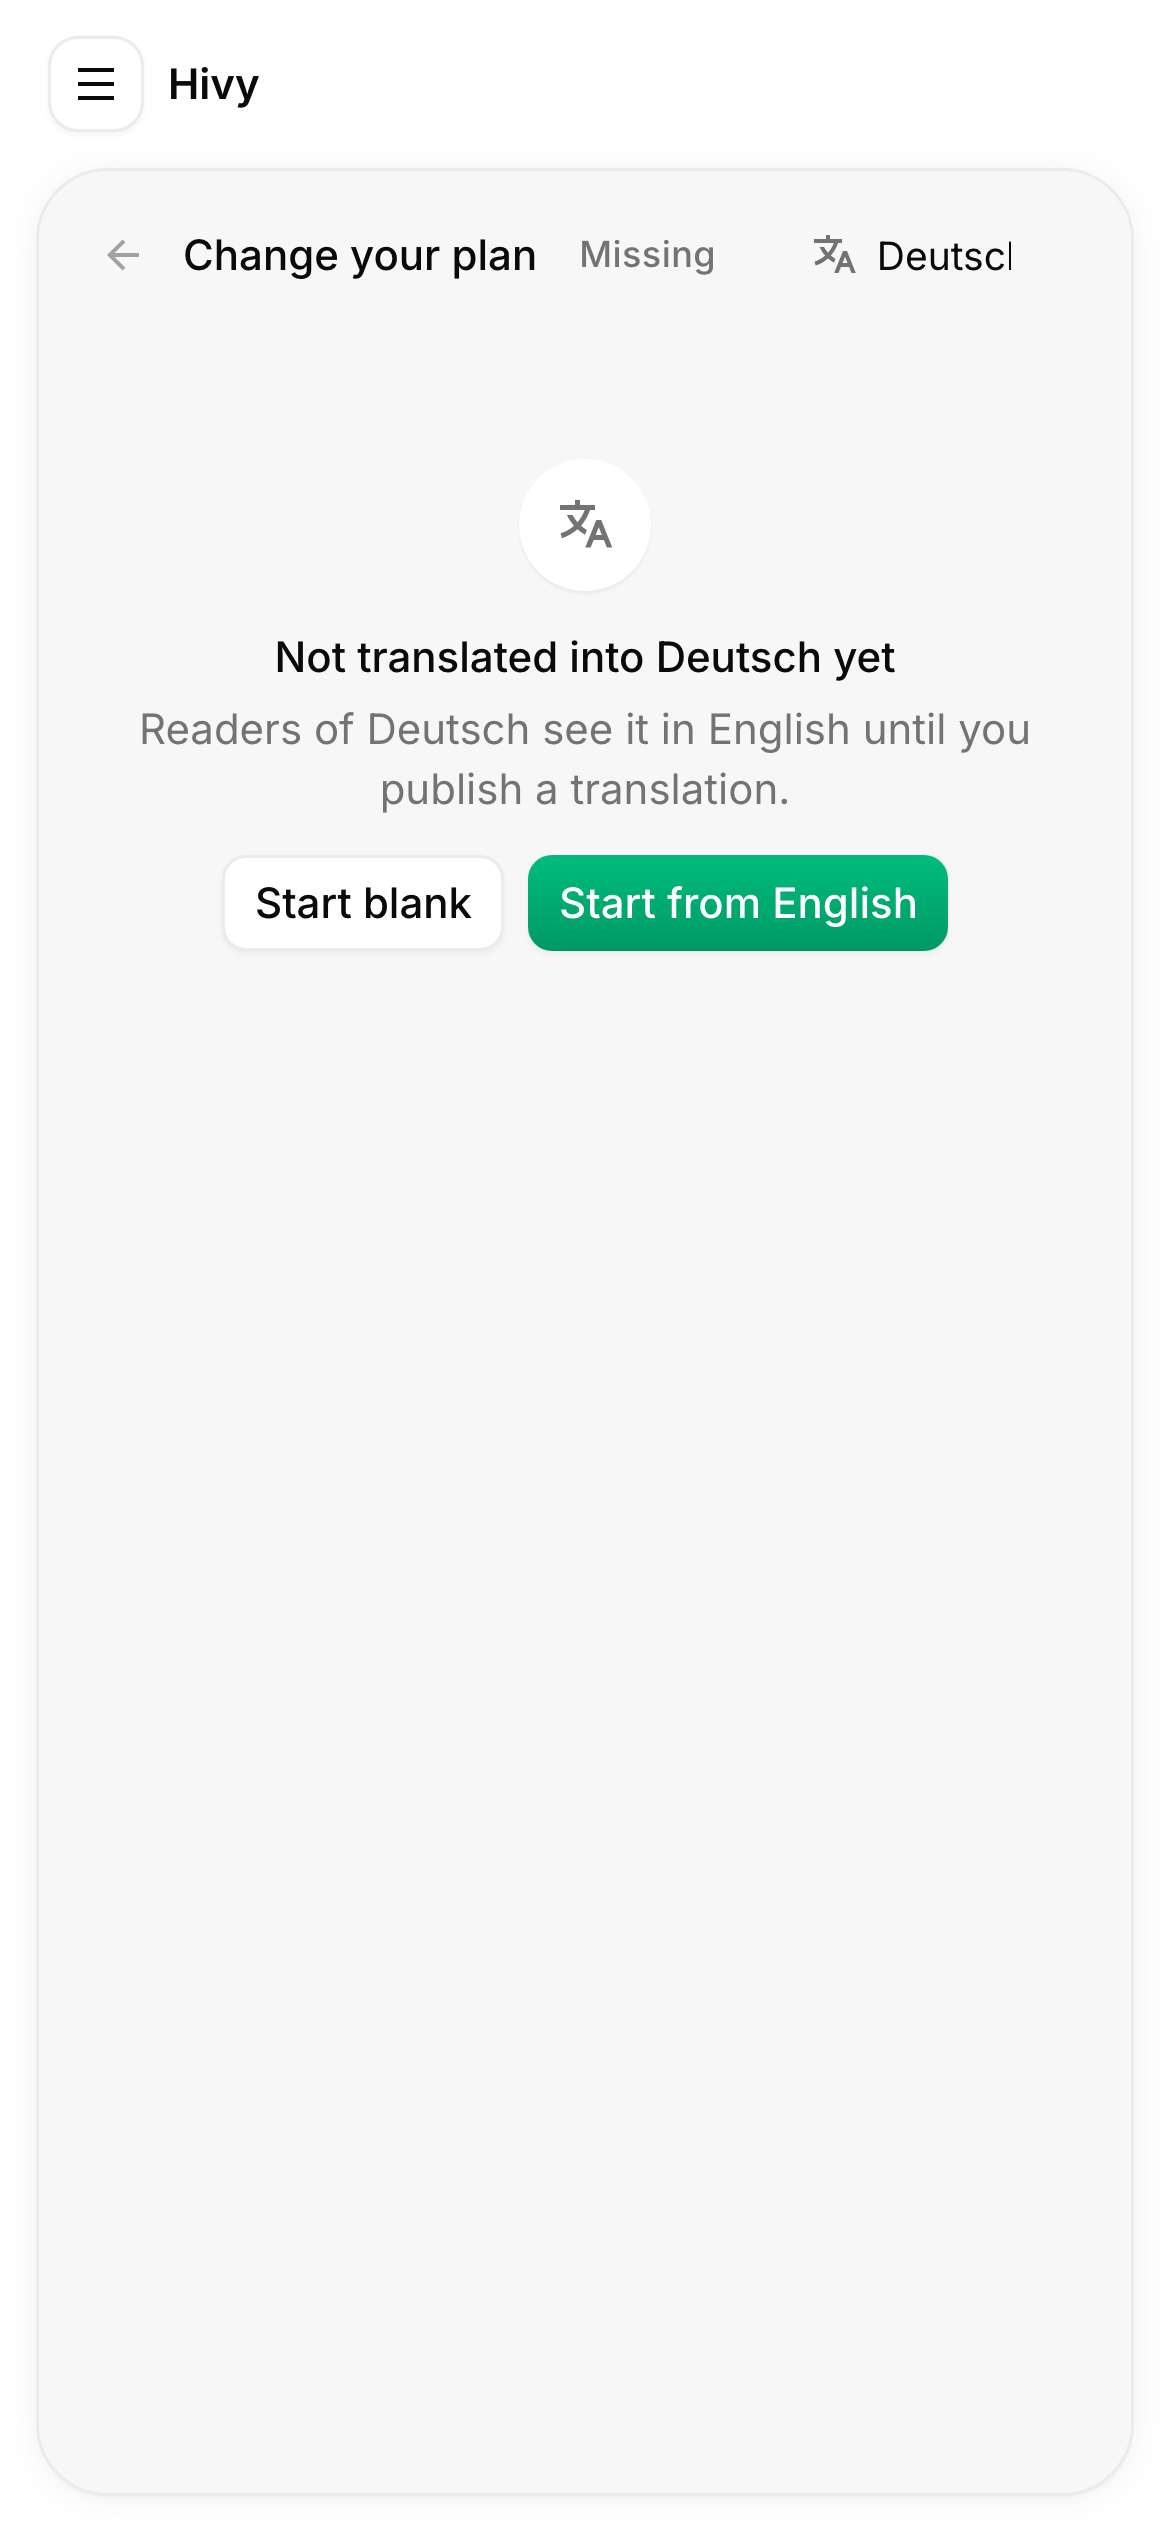 Hivy
Change your plan Missing Deutsch
Not translated into Deutsch yet
Readers of Deutsch see it in English until you
publish a translation.
Start blank Start from English